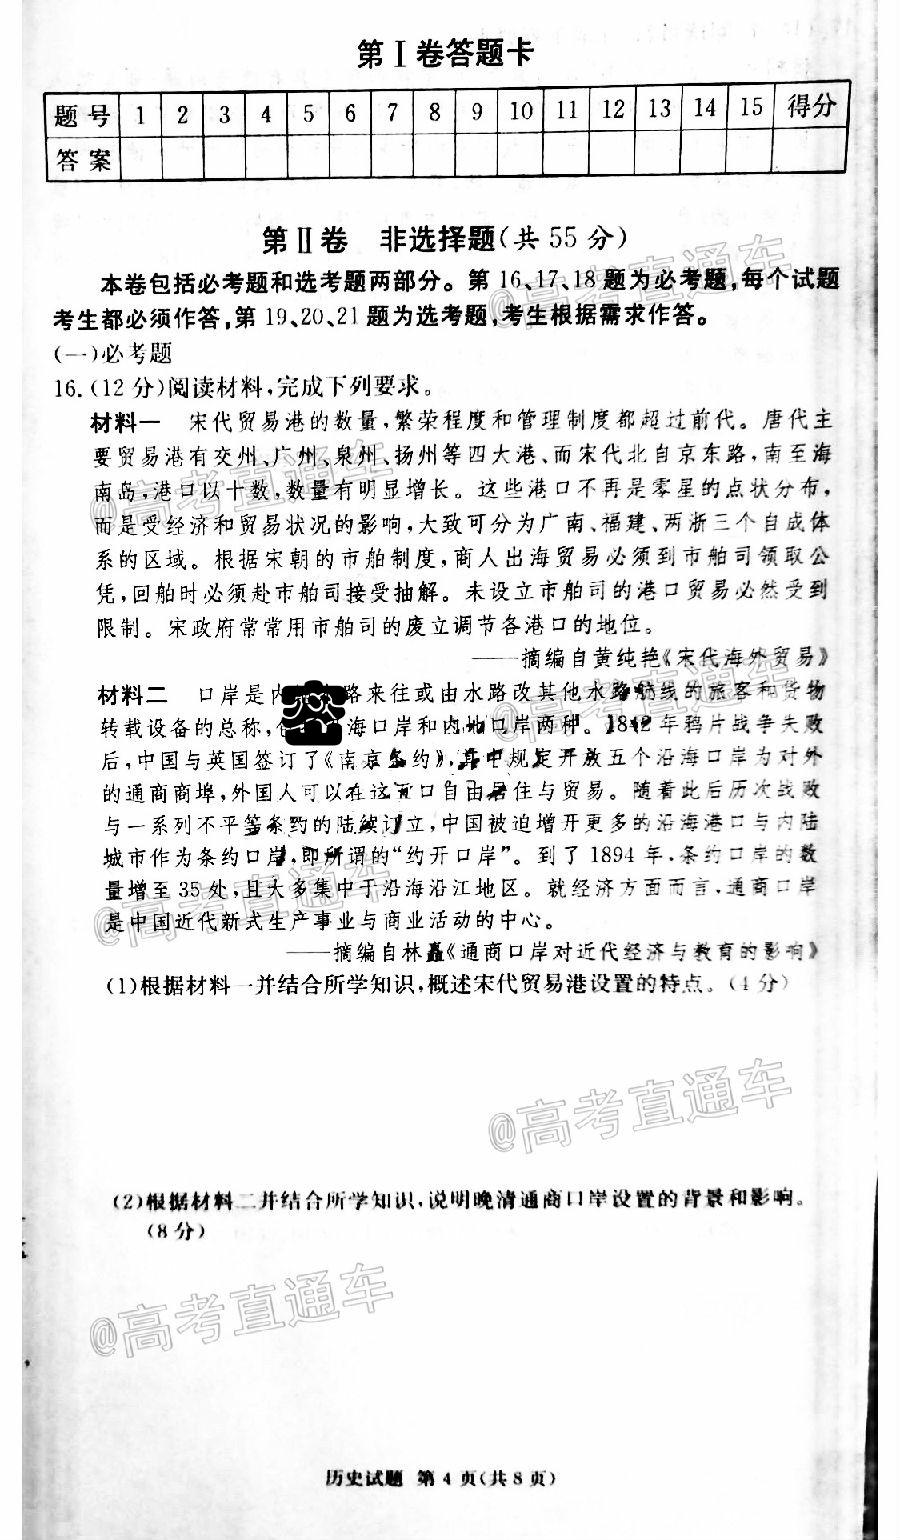 第Ⅰ卷答题卡
题号 1 2 3 4 5 6 7 8 9 10 11 12 13 14 15 得分
答案
第Ⅱ卷 非选择题(共55分)
本卷包括必考题和选考题两部分。第16、17、18题为必考题,每个试题
考生都必须作答,第19、20、21题为选考题,考生根据需求作答。
(一)必考题
16.(12分)阅读材料,完成下列要求。
材料一 宋代贸易港的数量,繁荣程度和管理制度都超过前代。唐代主
要贸易港有交州、广州、泉州、扬州等四大港、而宋代北自京东路,南至海
南岛,港口以十数,数量有明显增长。这些港口不再是零星的点状分布,
而是受经济和贸易状况的影响,大致可分为广南、福建、两浙三个自成体
系的区域。根据宋朝的市舶制度,商人出海贸易必须到市舶司领取公
凭,回舶时必须赴市舶司接受抽解。未设立市舶司的港口贸易必然受到
限制。宋政府常常用市舶司的废立调节各港口的地位。
——摘编自黄纯艳《宋代海外贸易》
材料二 口岸是内 路来往或由水路改其他水路航线的旅客和货物
转载设备的总称, 海口岸和内地口岸两种。1842年鸦片战争失败
后,中国与英国签订了《南京条约》,其中规定开放五个沿海口岸为对外
的通商商埠,外国人可以在这五口自由居住与贸易。随着此后历次战败
与一系列不平等条约的陆续订立,中国被迫增开更多的沿海港口与内陆
城市作为条约口岸,即所谓的“约开口岸”。到了1894年,条约口岸的数
量增至35处,且大多集中于沿海沿江地区。就经济方面而言,通商口岸
是中国近代新式生产事业与商业活动的中心。
——摘编自林矗《通商口岸对近代经济与教育的影响》
(1)根据材料一并结合所学知识,概述宋代贸易港设置的特点。(4分)
(2)根据材料二并结合所学知识,说明晚清通商口岸设置的背景和影响。
(8分)
历史试题 第4页(共8页)
@高考直通车
@高考直通车
@高考直通车
@高考直通车
@高考直通车
@高考直通车